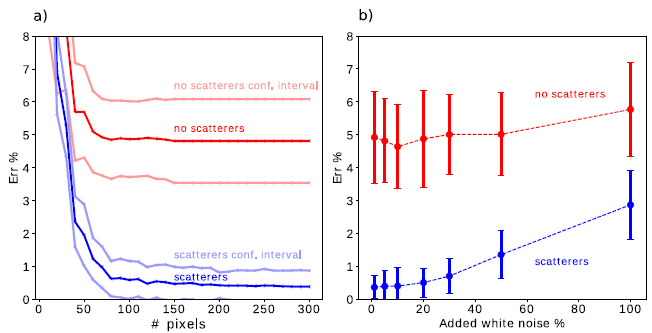 a)
8
7
6
5
4
3
2
1
0
Err %
no scatterers conf. interval
no scatterers
scatterers conf. interval
scatterers
0 50 100 150 200 250 300
# pixels
b)
8
7
6
5
4
3
2
1
0
Err %
no scatterers
scatterers
0 20 40 60 80 100
Added white noise %